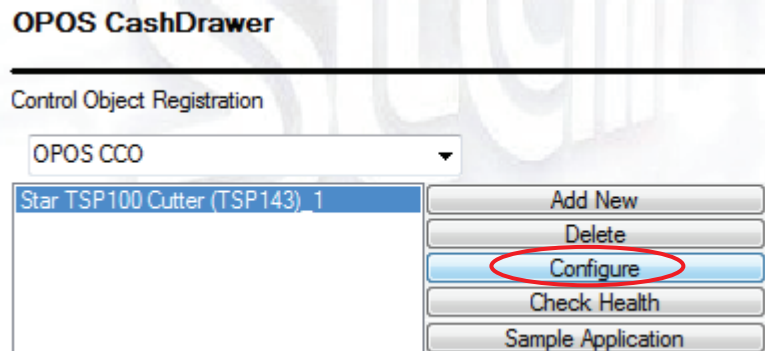 OPOS CashDrawer
Control Object Registration
OPOS CCO
Star TSP100 Cutter (TSP143)_1
Add New
Delete
Configure
Check Health
Sample Application